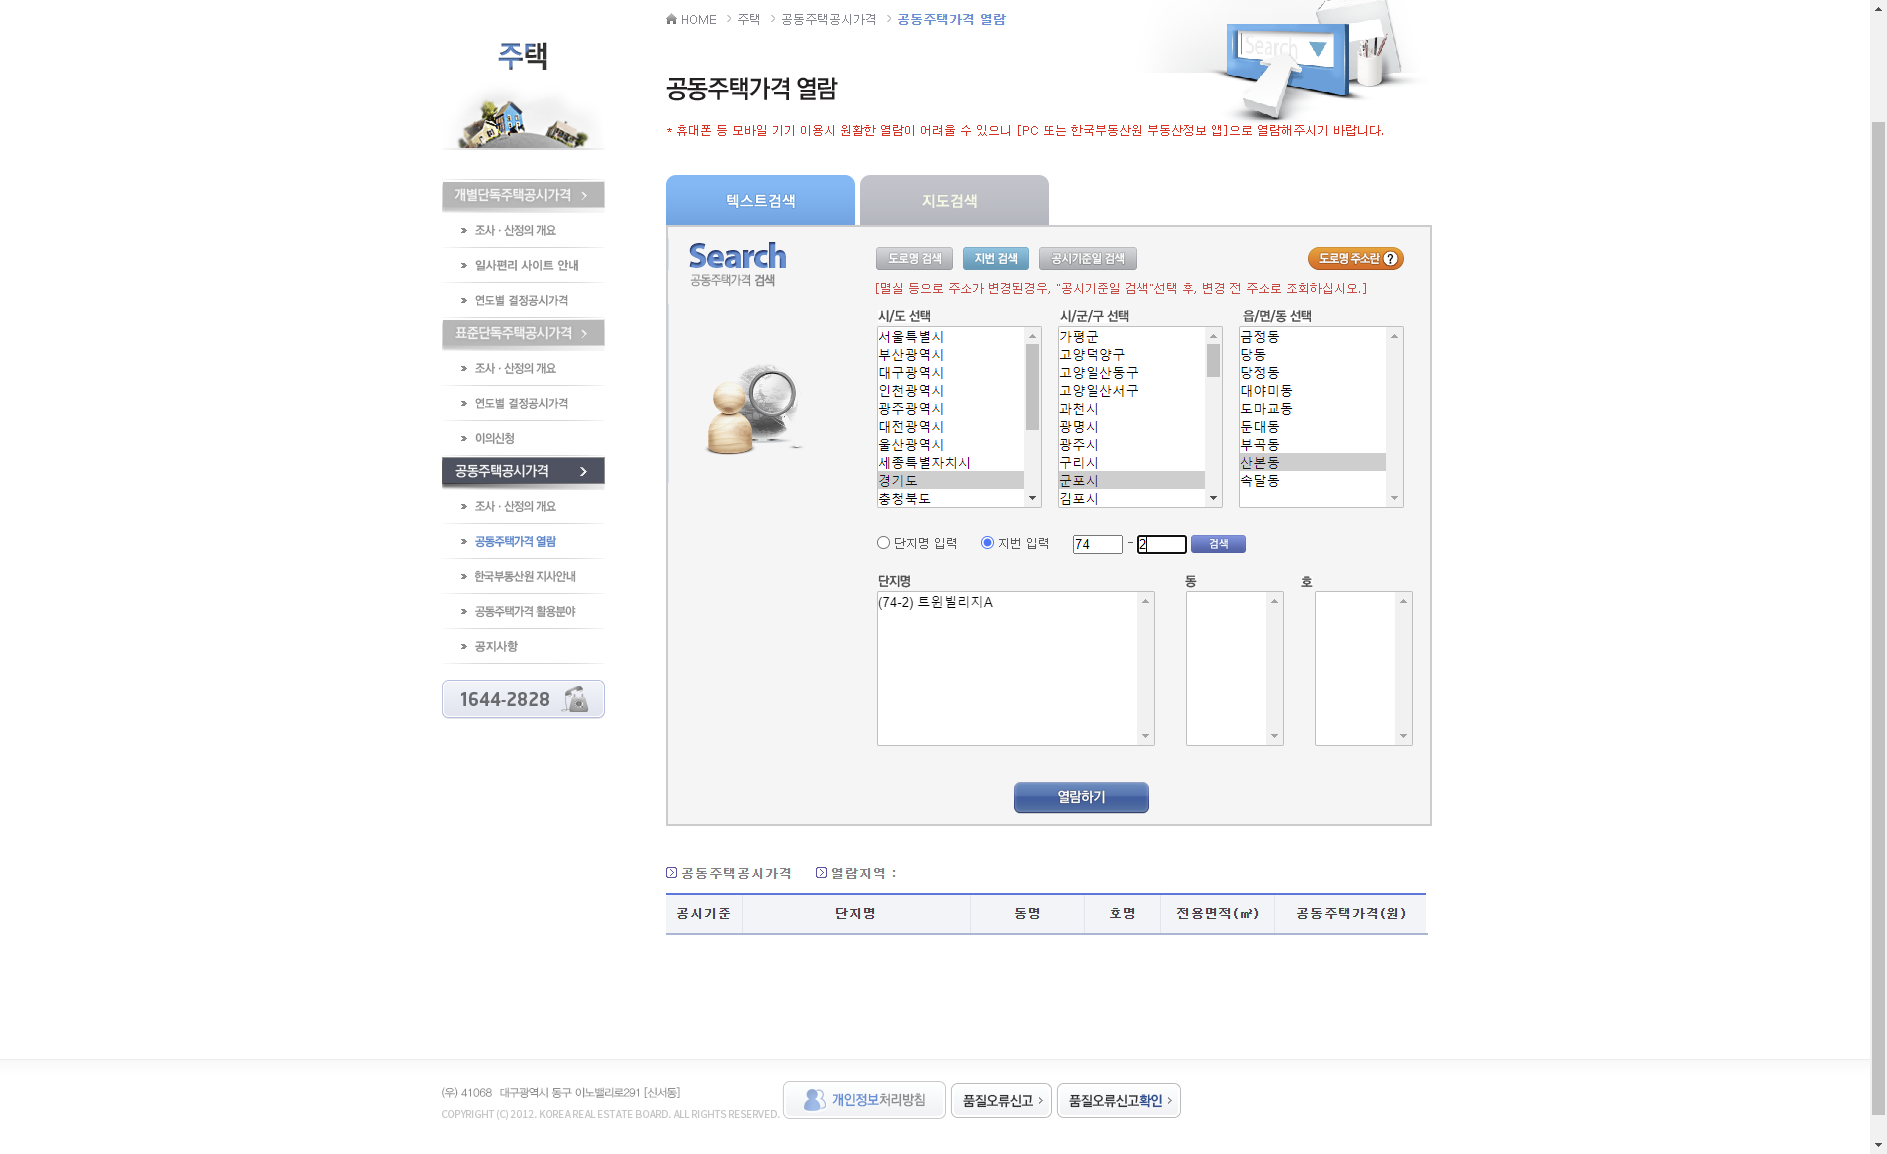 HOME > 주택 > 공동주택공시가격 > 공동주택가격 열람
주택
Search
공동주택가격 열람
* 휴대폰 등 모바일 기기 이용시 원활한 열람이 어려울 수 있으니 [PC 또는 한국부동산원 부동산정보 앱]으로 열람해주시기 바랍니다.
개별단독주택공시가격 >
» 조사 · 산정의 개요
» 일사편리 사이트 안내
» 연도별 결정공시가격
표준단독주택공시가격 >
» 조사 · 산정의 개요
» 연도별 결정공시가격
» 이의신청
공동주택공시가격 >
» 조사 · 산정의 개요
» 공동주택가격 열람
» 한국부동산원 지사안내
» 공동주택가격 활용분야
» 공지사항
1644-2828
텍스트검색 지도검색
Search
공동주택가격 검색
도로명 검색 지번 검색 공시기준일 검색 도로명 주소란 ?
[멸실 등으로 주소가 변경된경우, "공시기준일 검색"선택 후, 변경 전 주소로 조회하십시오.]
시/도 선택
서울특별시
부산광역시
대구광역시
인천광역시
광주광역시
대전광역시
울산광역시
세종특별자치시
경기도
충청북도
시/군/구 선택
가평군
고양덕양구
고양일산동구
고양일산서구
과천시
광명시
광주시
구리시
군포시
김포시
읍/면/동 선택
금정동
당동
당정동
대야미동
도마교동
둔대동
부곡동
산본동
속달동
단지명 입력 지번 입력 74 - 2 검색
단지명 동 호
(74-2) 트윈빌리지A
열람하기
공동주택공시가격 열람지역 :
공시기준 단지명 동명 호명 전용면적(㎡) 공동주택가격(원)
(우) 41068 대구광역시 동구 이노밸리로291 [신서동]
COPYRIGHT (C) 2012. KOREA REAL ESTATE BOARD. ALL RIGHTS RESERVED.
개인정보처리방침 품질오류신고 > 품질오류신고확인 >